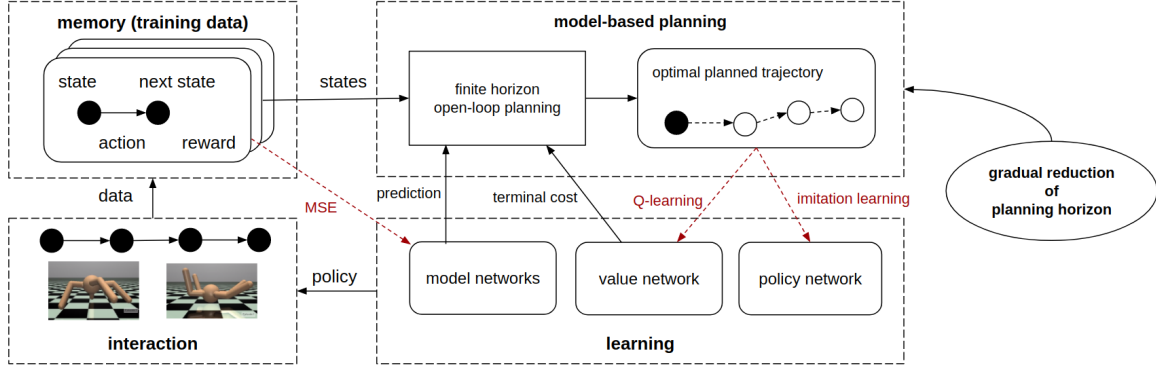 memory (training data)
state
next state
action
reward
states
model-based planning
finite horizon
open-loop planning
optimal planned trajectory
gradual reduction
of
planning horizon
data
MSE
prediction
terminal cost
Q-learning
imitation learning
interaction
policy
model networks
value network
policy network
learning